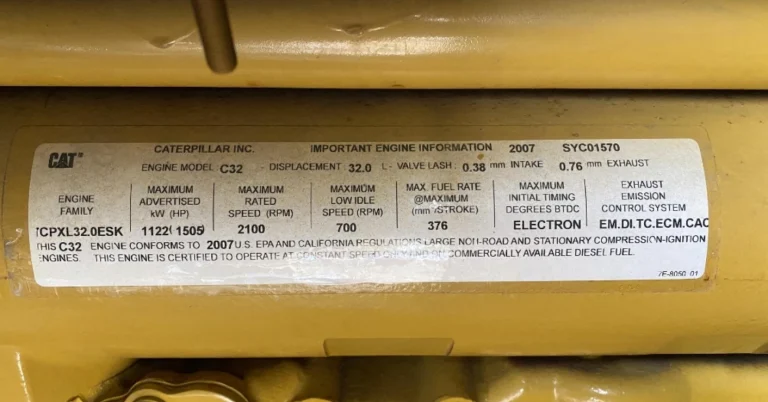 CAT CATERPILLAR INC. IMPORTANT ENGINE INFORMATION 2007 SYC01570
ENGINE MODEL C32 - DISPLACEMENT 32.0 L - VALVE LASH : 0.38 mm INTAKE / 0.76 mm EXHAUST
ENGINE FAMILY
MAXIMUM ADVERTISED kW (HP)
MAXIMUM RATED SPEED (RPM)
MAXIMUM LOW IDLE SPEED (RPM)
MAX. FUEL RATE @MAXIMUM (mm /STROKE)
MAXIMUM INITIAL TIMING DEGREES BTDC
EXHAUST EMISSION CONTROL SYSTEM
CPXL32.0ESK 1122( 1505) 2100 700 376 ELECTRON EM.DI.TC.ECM.CAC
THIS C32 ENGINE CONFORMS TO 2007 U.S. EPA AND CALIFORNIA REGULATIONS LARGE NON-ROAD AND STATIONARY COMPRESSION-IGNITION
ENGINES. THIS ENGINE IS CERTIFIED TO OPERATE AT CONSTANT SPEED ONLY AND ON COMMERCIALLY AVAILABLE DIESEL FUEL.
7E-8050 01